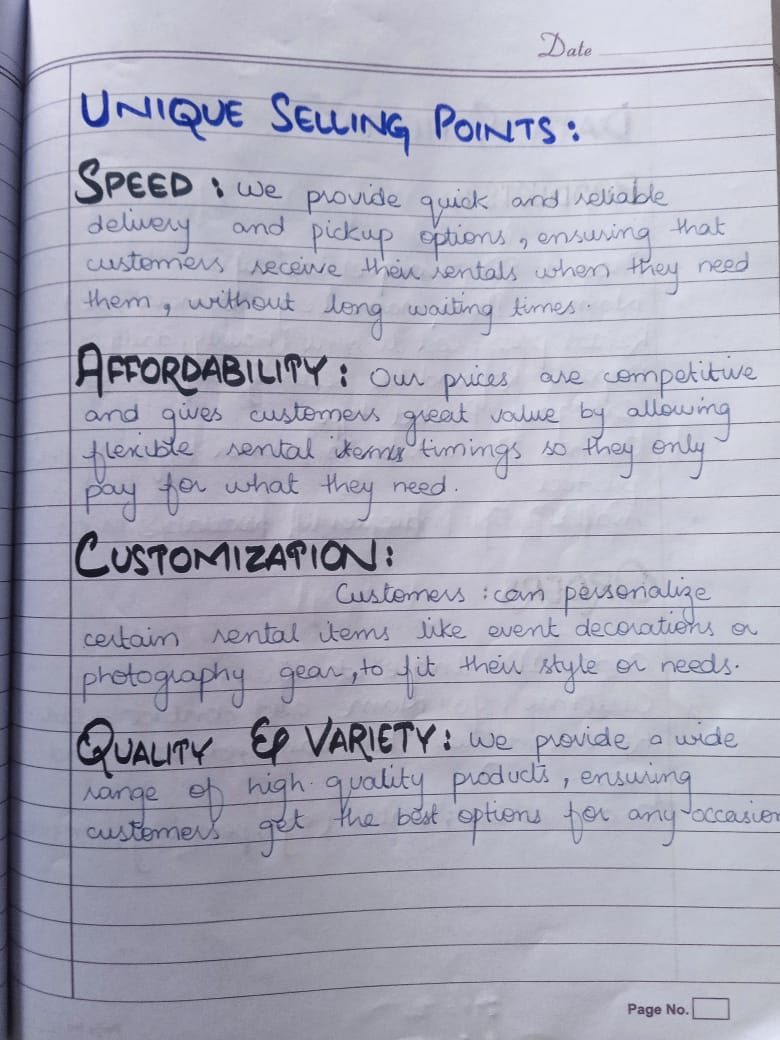 Date
UNIQUE SELLING POINTS:
SPEED: We provide quick and reliable
delivery and pickup options, ensuring that
customers receive their rentals when they need
them, without long waiting times.
AFFORDABILITY: Our prices are competitive
and gives customers great value by allowing
flexible rental timings so they only
pay for what they need.
CUSTOMIZATION:
Customers : can personalize
certain rental items like event decorations or
photography gear, to fit their style or needs.
QUALITY & VARIETY: We provide a wide
range of high quality products, ensuring
customers get the best options for any occasion
Page No.